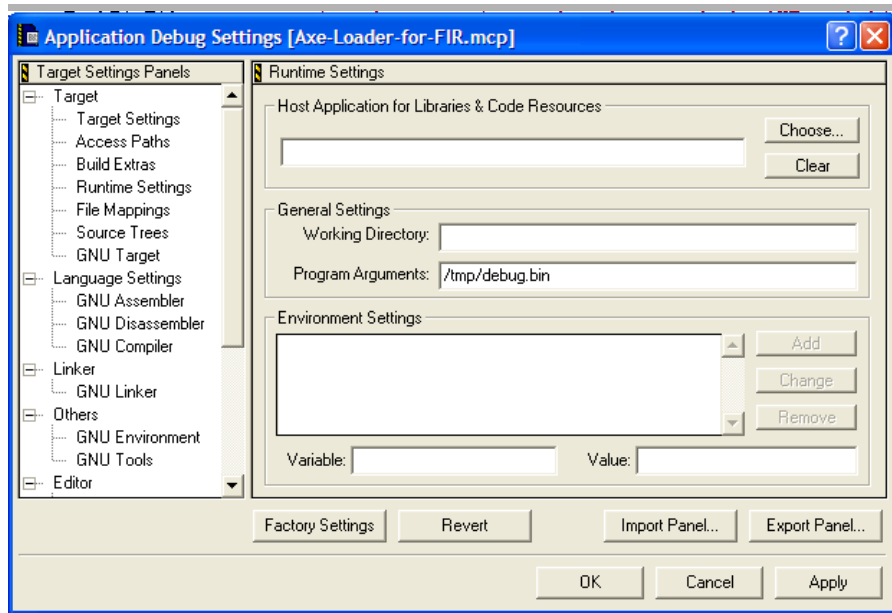 Application Debug Settings [Axe-Loader-for-FIR.mcp]
Target Settings Panels
Target
Target Settings
Access Paths
Build Extras
Runtime Settings
File Mappings
Source Trees
GNU Target
Language Settings
GNU Assembler
GNU Disassembler
GNU Compiler
Linker
GNU Linker
Others
GNU Environment
GNU Tools
Editor
Runtime Settings
Host Application for Libraries & Code Resources
Choose...
Clear
General Settings
Working Directory:
Program Arguments: /tmp/debug.bin
Environment Settings
Add
Change
Remove
Variable: Value:
Factory Settings Revert Import Panel... Export Panel...
OK Cancel Apply